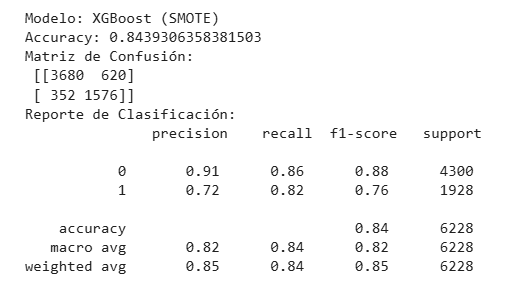 Modelo: XGBoost (SMOTE)
Accuracy: 0.8439306358381503
Matriz de Confusión:
[[3680  620]
[ 352 1576]]
Reporte de Clasificación:
precision recall f1-score support
0 0.91 0.86 0.88 4300
1 0.72 0.82 0.76 1928
accuracy 0.84 6228
macro avg 0.82 0.84 0.82 6228
weighted avg 0.85 0.84 0.85 6228